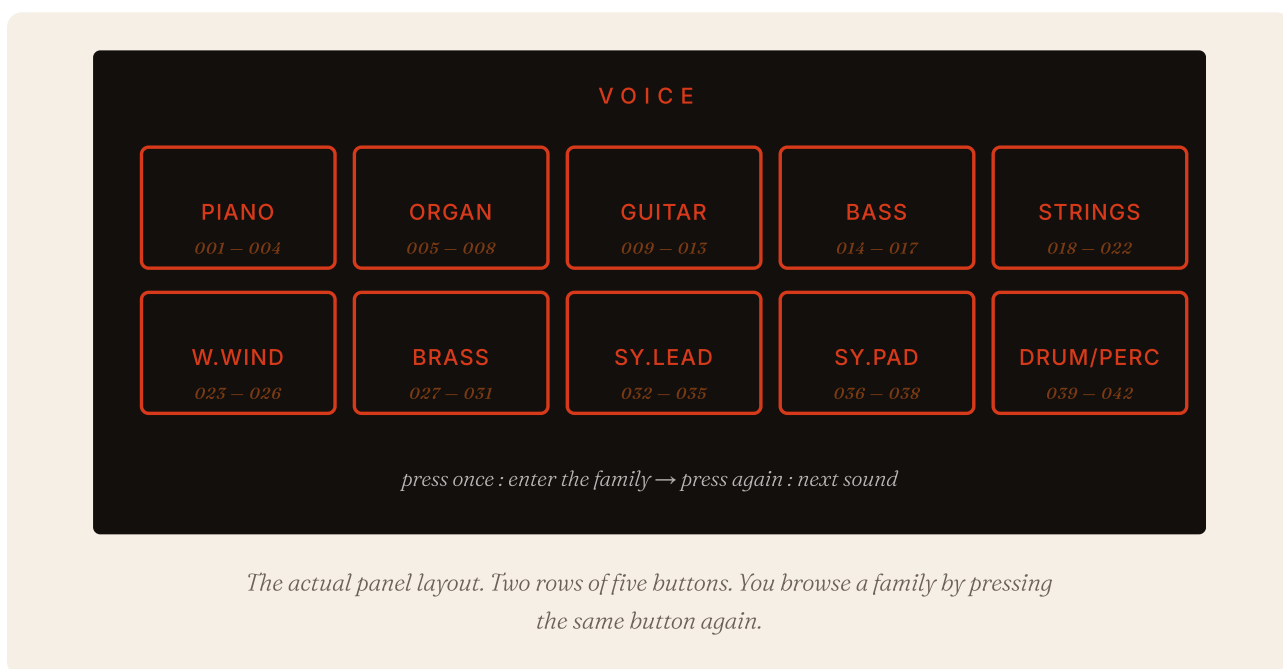 VOICE
PIANO ORGAN GUITAR BASS STRINGS
001 – 004 005 – 008 009 – 013 014 – 017 018 – 022
W.WIND BRASS SY.LEAD SY.PAD DRUM/PERC
023 – 026 027 – 031 032 – 035 036 – 038 039 – 042
press once : enter the family → press again : next sound
The actual panel layout. Two rows of five buttons. You browse a family by pressing
the same button again.